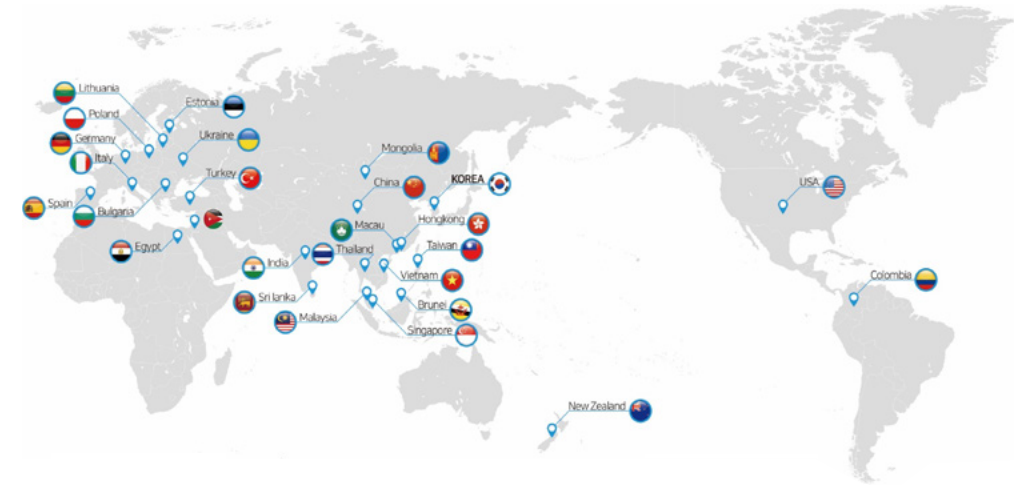 Lithuania
Estonia
Poland
Germany
Ukraine
Italy
Mongolia
Turkey
China
KOREA
USA
Spain
Bulgaria
Macau
Hongkong
Egypt
Taiwan
India
Thailand
Vietnam
Colombia
Sri lanka
Brunei
Malaysia
Singapore
New Zealand